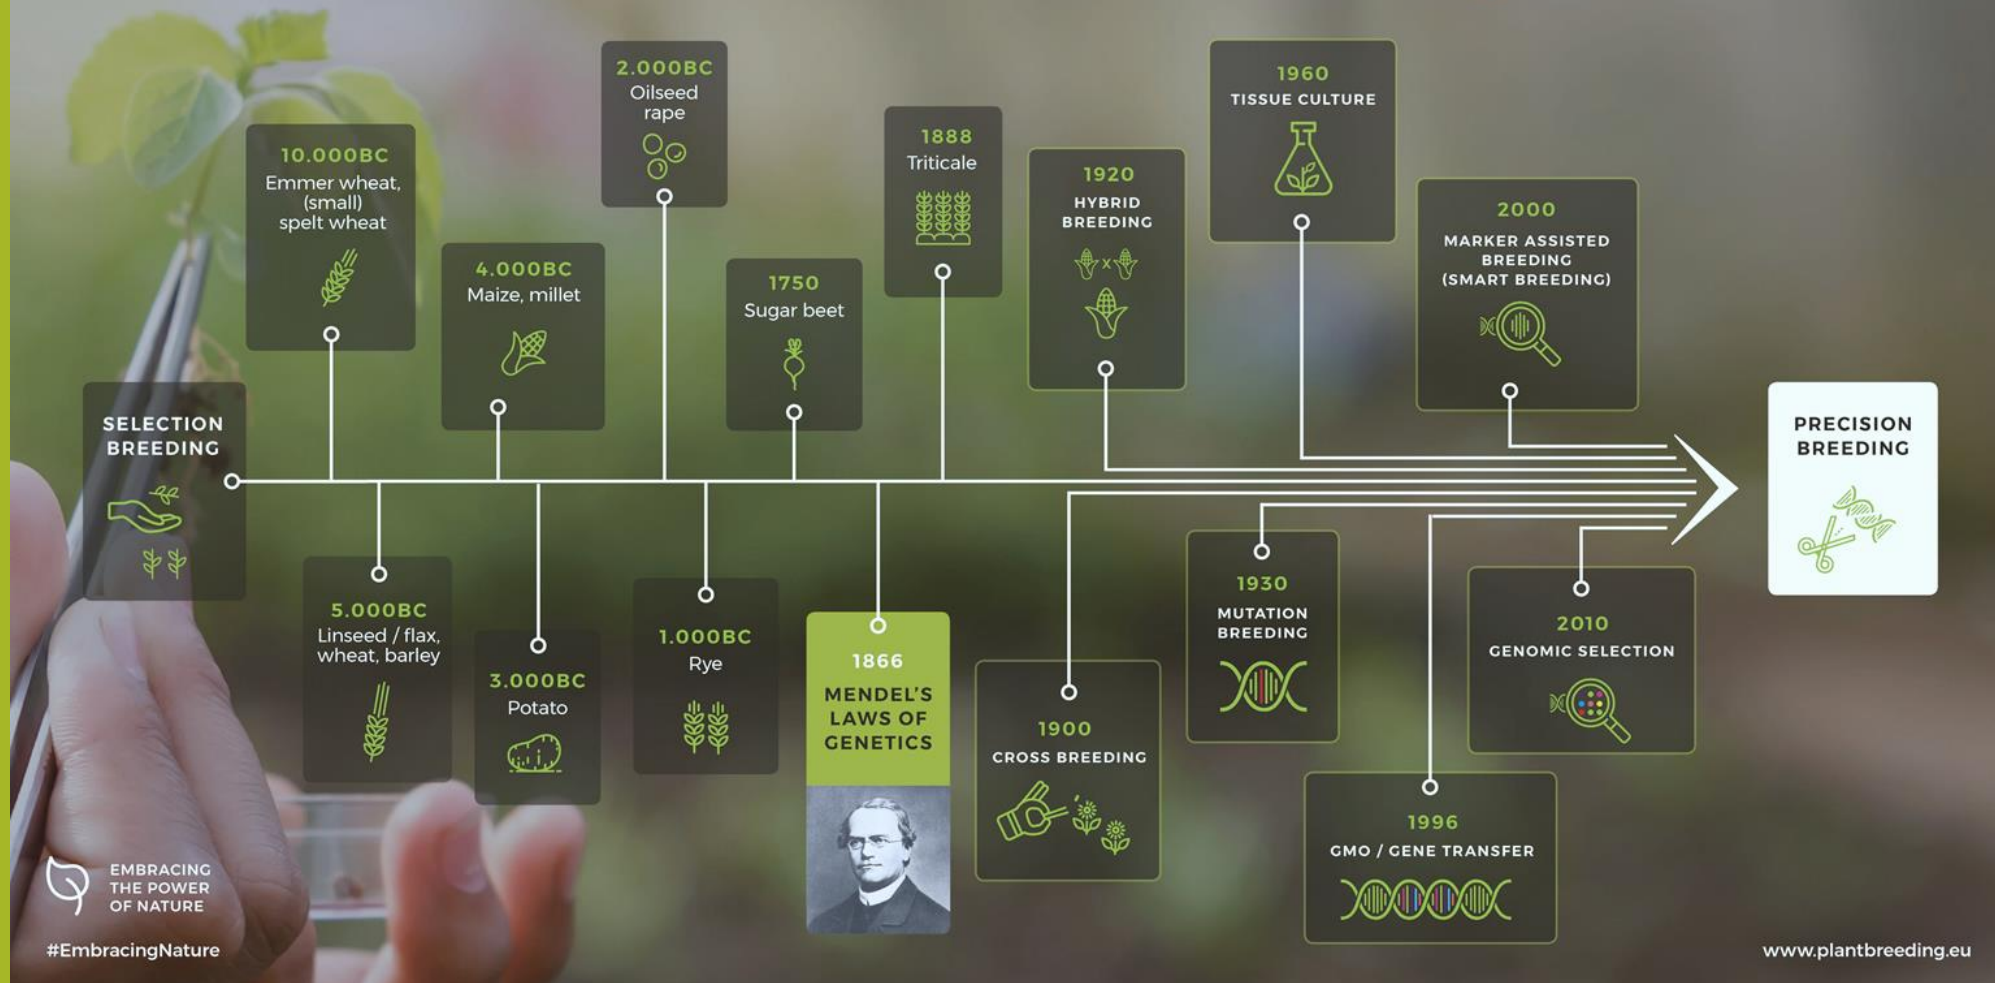 SELECTION
BREEDING
10.000BC
Emmer wheat,
(small)
spelt wheat
5.000BC
Linseed / flax,
wheat, barley
4.000BC
Maize, millet
3.000BC
Potato
2.000BC
Oilseed
rape
1.000BC
Rye
1750
Sugar beet
1866
MENDEL'S
LAWS OF
GENETICS
1888
Triticale
1900
CROSS BREEDING
1920
HYBRID
BREEDING
x
1930
MUTATION
BREEDING
1960
TISSUE CULTURE
1996
GMO / GENE TRANSFER
2000
MARKER ASSISTED
BREEDING
(SMART BREEDING)
2010
GENOMIC SELECTION
PRECISION
BREEDING
EMBRACING
THE POWER
OF NATURE
#EmbracingNature
www.plantbreeding.eu